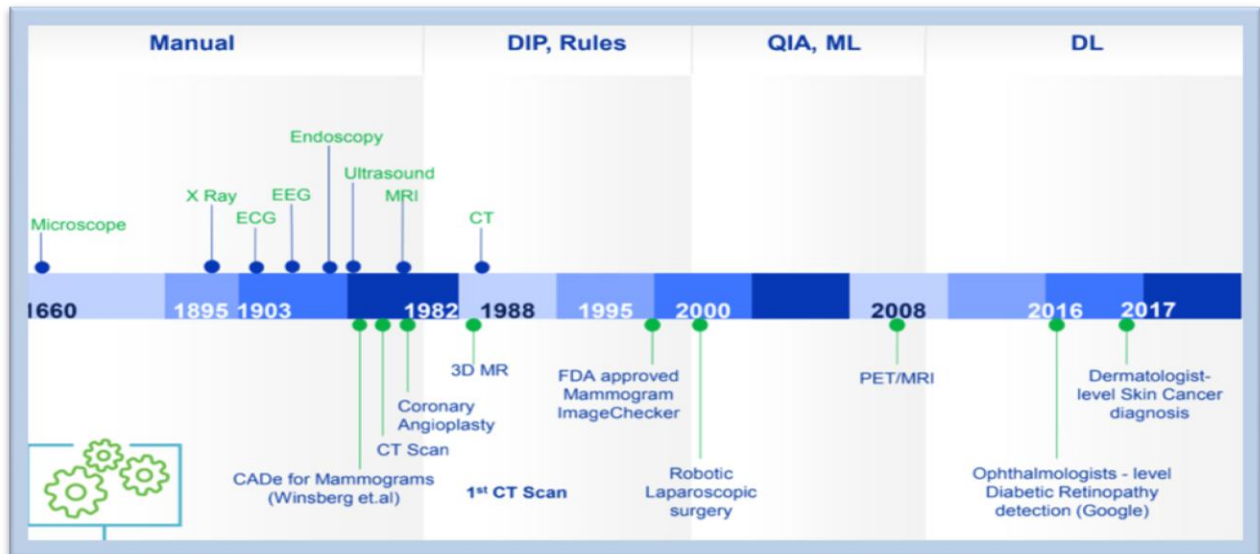 Manual
DIP, Rules
QIA, ML
DL
Endoscopy
Ultrasound
X Ray
EEG
MRI
Microscope
ECG
CT
1660
1895
1903
1982
1988
1995
2000
2008
2016
2017
3D MR
FDA approved
Mammogram
ImageChecker
PET/MRI
Dermatologist-
level Skin Cancer
diagnosis
Coronary
Angioplasty
CT Scan
CADe for Mammograms
(Winsberg et.al)
1st CT Scan
Robotic
Laparoscopic
surgery
Ophthalmologists - level
Diabetic Retinopathy
detection (Google)